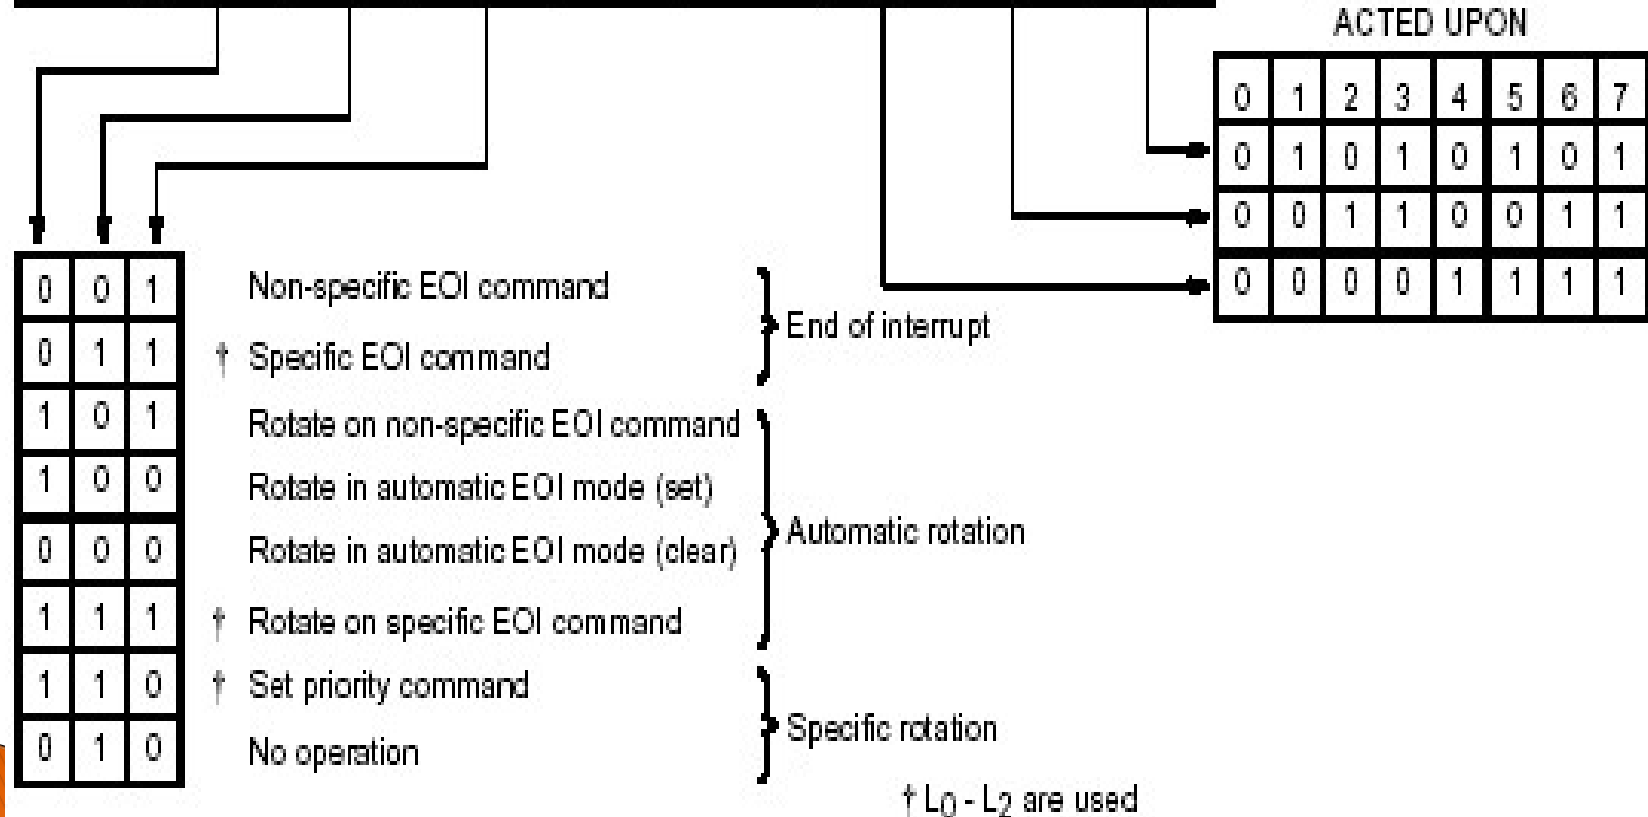 ACTED UPON
0 1 2 3 4 5 6 7
0 1 0 1 0 1 0 1
0 0 1 1 0 0 1 1
0 0 0 0 1 1 1 1
0 0 1 Non-specific EOI command
0 1 1 † Specific EOI command
End of interrupt
1 0 1 Rotate on non-specific EOI command
1 0 0 Rotate in automatic EOI mode (set)
0 0 0 Rotate in automatic EOI mode (clear)
1 1 1 † Rotate on specific EOI command
Automatic rotation
1 1 0 † Set priority command
0 1 0 No operation
Specific rotation
† L0 - L2 are used